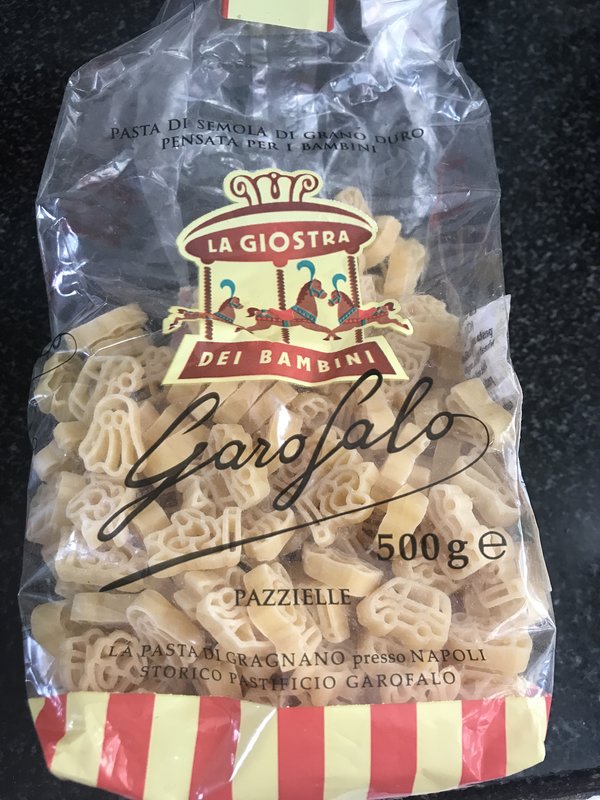 PASTA DI SEMOLA DI GRANO DURO
PENSATA PER I BAMBINI
LA GIOSTRA
DEI BAMBINI
Garofalo
500 g e
PAZZIELLE
LA PASTA DI GRAGNANO presso NAPOLI
STORICO PASTIFICIO GAROFALO